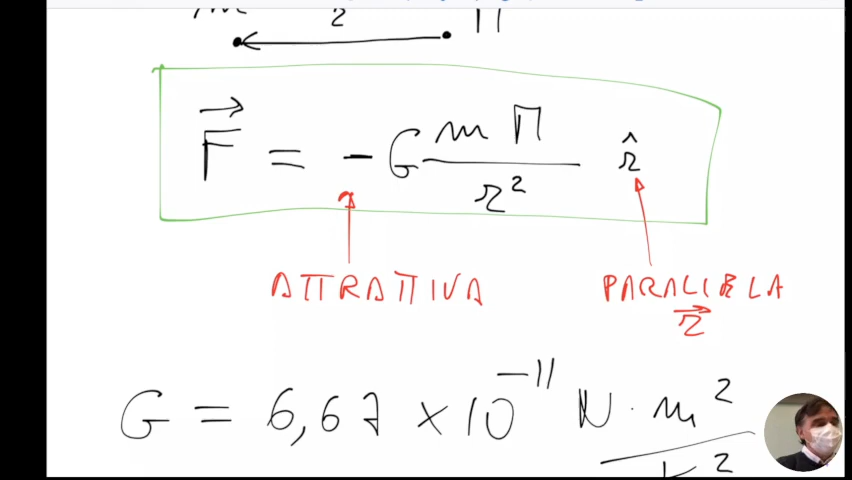 m r M
F⃗ = - G m M / r² r̂
ATTRATTIVA PARALLELA
r⃗
G = 6,67 × 10⁻¹¹ N · m²